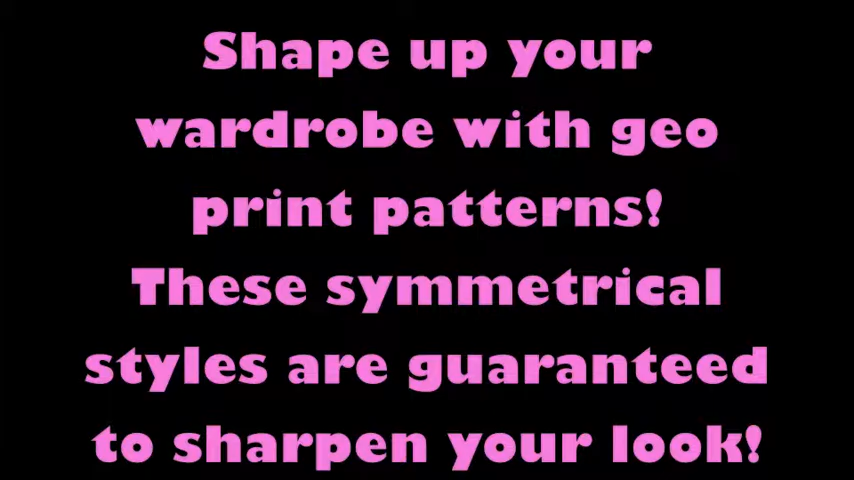 Shape up your
wardrobe with geo
print patterns!
These symmetrical
styles are guaranteed
to sharpen your look!